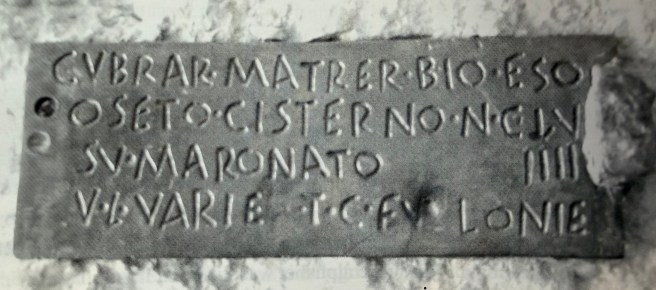 CVBRAR·MATRER·BIO·ESO
OSETO·CISTERNO·N·CLV
SV·MARONATO IIII
V·L·VARIE T·C·FVLONIE